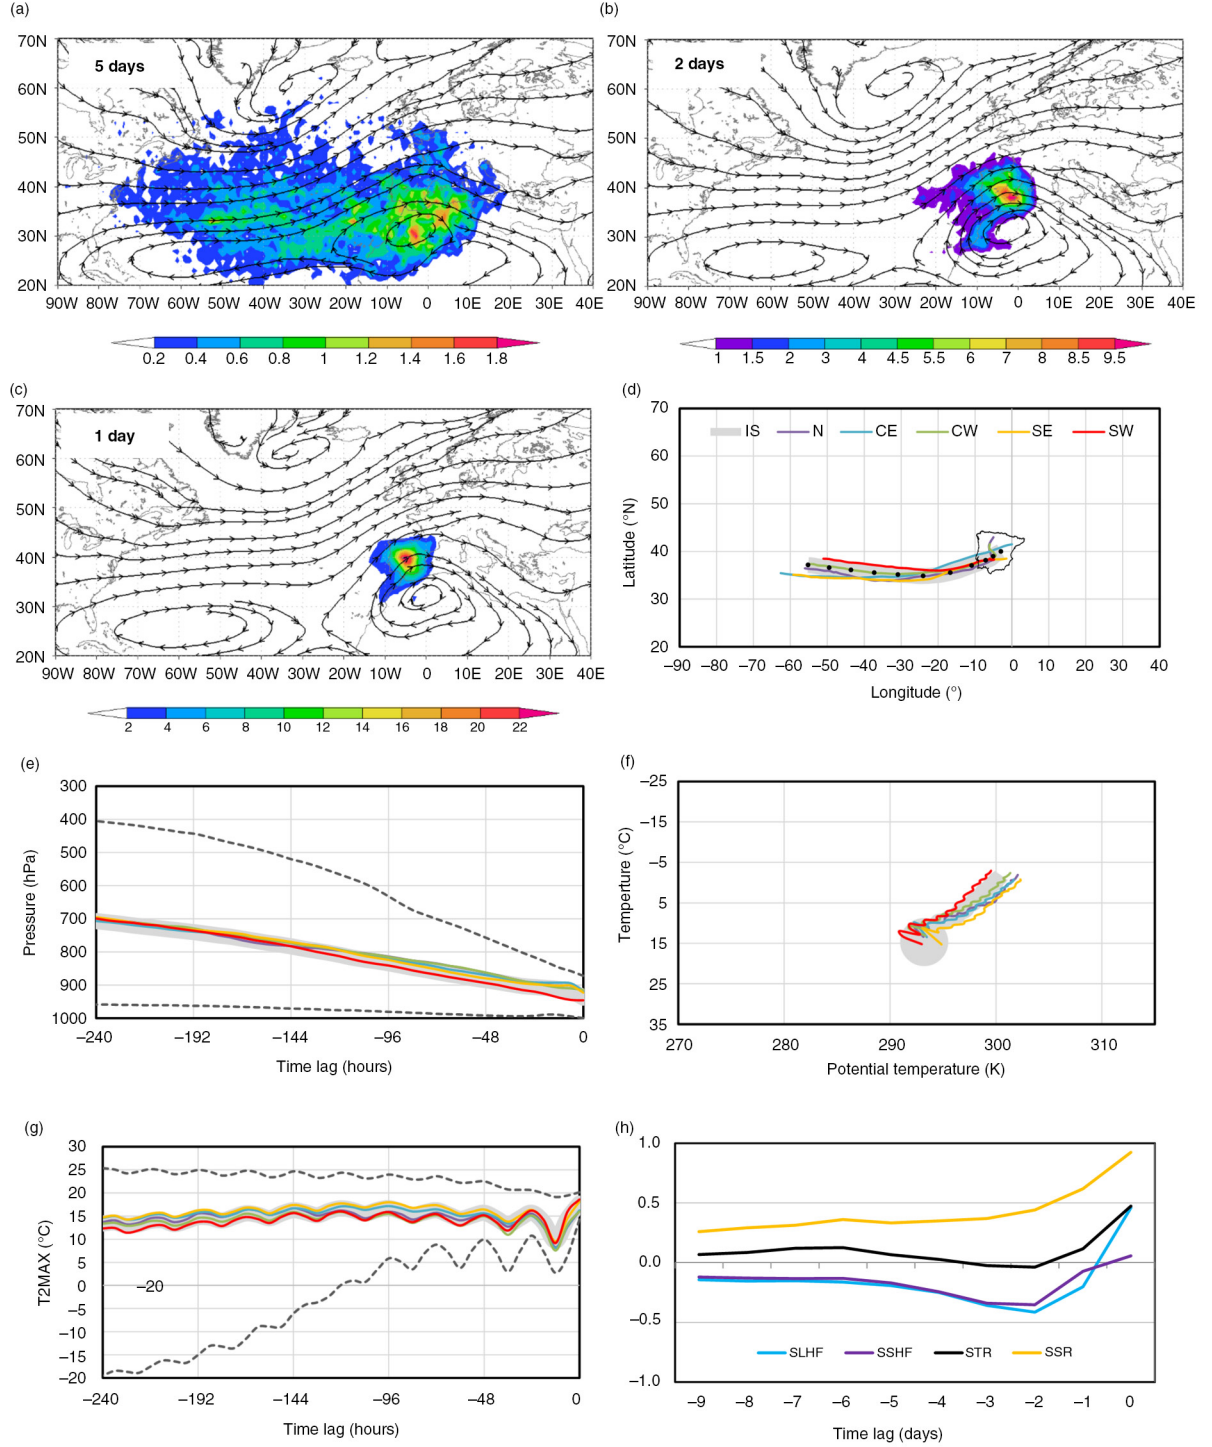 (a)
5 days
70N
60N
50N
40N
30N
20N
90W 80W 70W 60W 50W 40W 30W 20W 10W 0 10E 20E 30E 40E
0.2 0.4 0.6 0.8 1 1.2 1.4 1.6 1.8
(b)
2 days
70N
60N
50N
40N
30N
20N
90W 80W 70W 60W 50W 40W 30W 20W 10W 0 10E 20E 30E 40E
1 1.5 2 3 4 4.5 5.5 6 7 8 8.5 9.5
(c)
1 day
70N
60N
50N
40N
30N
20N
90W 80W 70W 60W 50W 40W 30W 20W 10W 0 10E 20E 30E 40E
2 4 6 8 10 12 14 16 18 20 22
(d)
IS N CE CW SE SW
Latitude (°N)
70
60
50
40
30
20
–90 –80 –70 –60 –50 –40 –30 –20 –10 0 10 20 30 40
Longitude (°)
(e)
Pressure (hPa)
300
400
500
600
700
800
900
1000
–240 –192 –144 –96 –48 0
Time lag (hours)
(f)
Temperture (°C)
–25
–15
–5
5
15
25
35
270 280 290 300 310
Potential temperature (K)
(g)
T2MAX (°C)
30
25
20
15
10
5
0
–5
–10
–15
–20
–20
–240 –192 –144 –96 –48 0
Time lag (hours)
(h)
1.0
0.5
0.0
–0.5
–1.0
SLHF SSHF STR SSR
–9 –8 –7 –6 –5 –4 –3 –2 –1 0
Time lag (days)